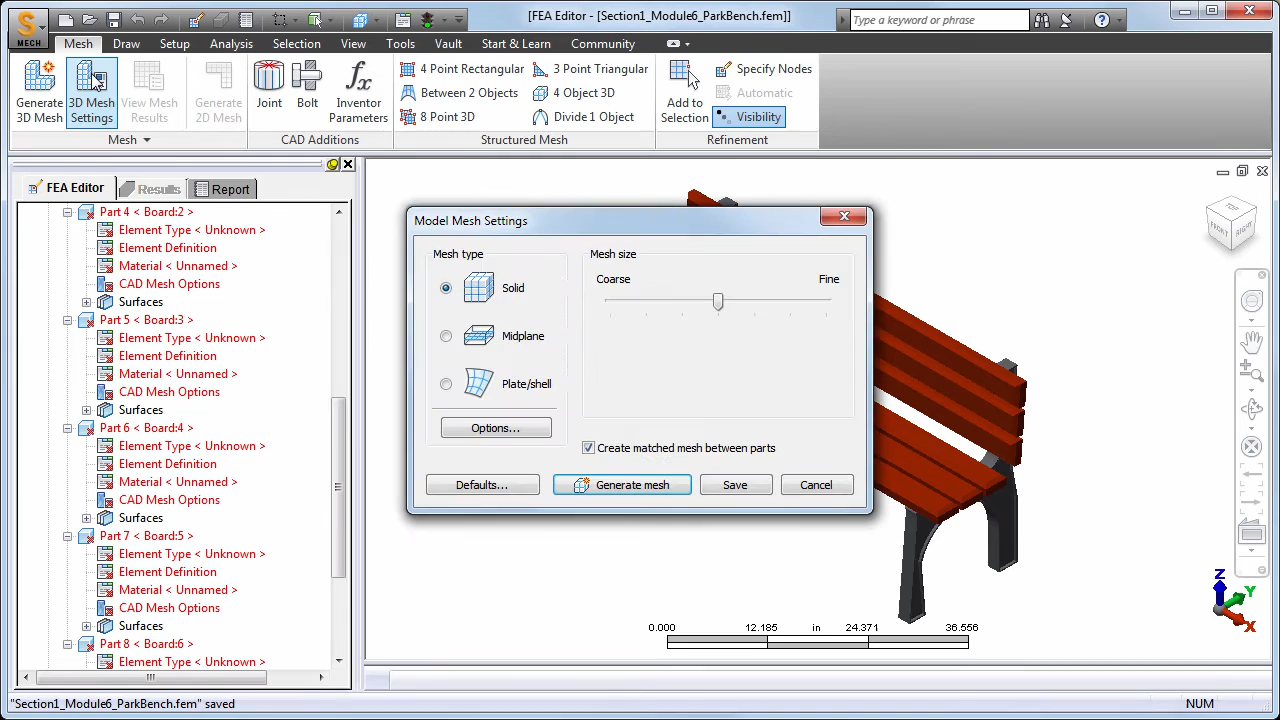 [FEA Editor - [Section1_Module6_ParkBench.fem]]
Type a keyword or phrase
MECH
Mesh Draw Setup Analysis Selection View Tools Vault Start & Learn Community
Generate 3D Mesh
3D Mesh Settings
View Mesh Results
Generate 2D Mesh
Joint
Bolt
Inventor Parameters
4 Point Rectangular
Between 2 Objects
8 Point 3D
3 Point Triangular
4 Object 3D
Divide 1 Object
Add to Selection
Specify Nodes
Automatic
Visibility
Mesh
CAD Additions
Structured Mesh
Refinement
FEA Editor Results Report
Part 4 < Board:2 >
Element Type < Unknown >
Element Definition
Material < Unnamed >
CAD Mesh Options
Surfaces
Part 5 < Board:3 >
Element Type < Unknown >
Element Definition
Material < Unnamed >
CAD Mesh Options
Surfaces
Part 6 < Board:4 >
Element Type < Unknown >
Element Definition
Material < Unnamed >
CAD Mesh Options
Surfaces
Part 7 < Board:5 >
Element Type < Unknown >
Element Definition
Material < Unnamed >
CAD Mesh Options
Surfaces
Part 8 < Board:6 >
Element Type < Unknown >
Model Mesh Settings
Mesh type
Solid
Midplane
Plate/shell
Options...
Mesh size
Coarse Fine
Create matched mesh between parts
Defaults... Generate mesh Save Cancel
TOP
FRONT
RIGHT
Z
Y
X
0.000 12.185 in 24.371 36.556
"Section1_Module6_ParkBench.fem" saved
NUM